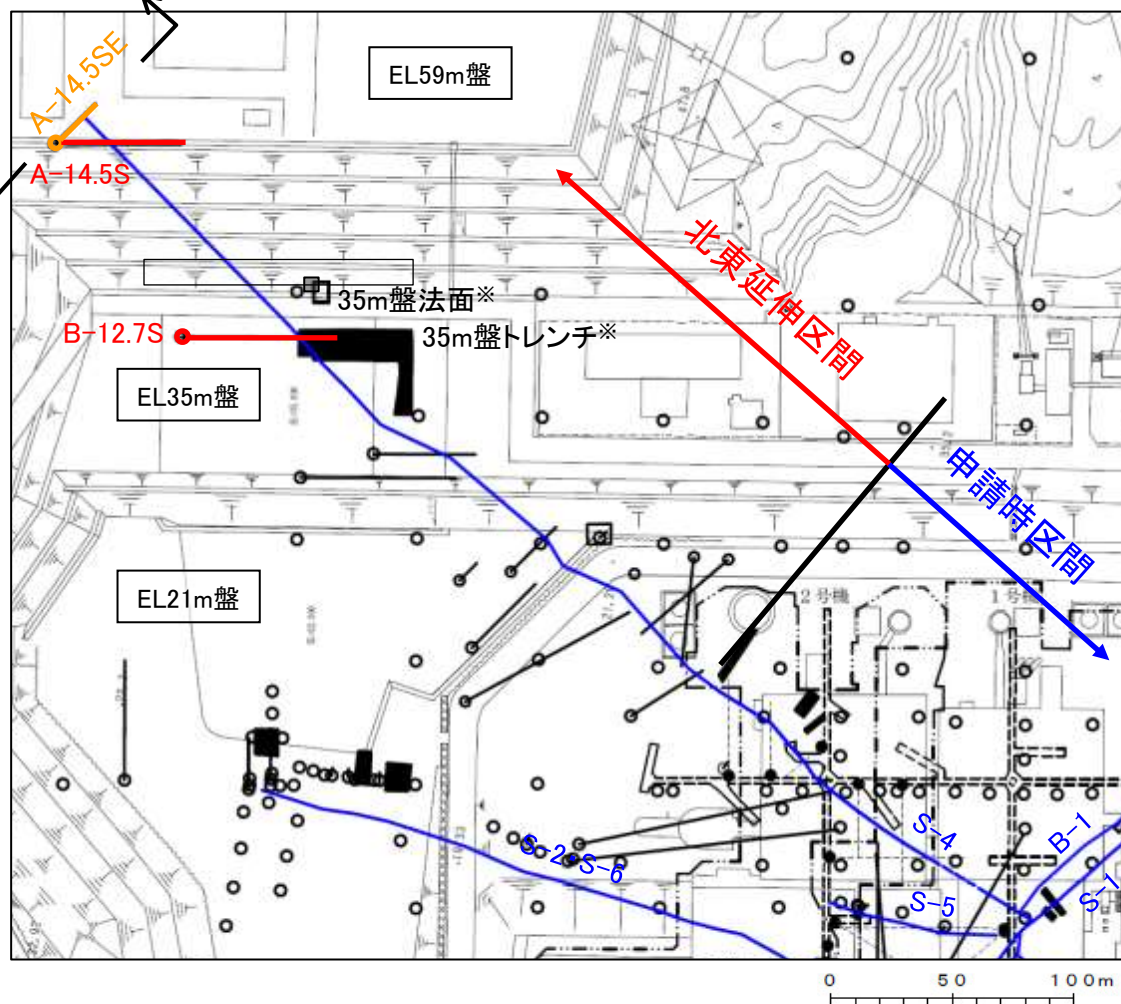 EL59m盤
A-14.5SE
A-14.5S
北東延伸区間
35m盤法面※
35m盤トレンチ※
B-12.7S
EL35m盤
申請時区間
EL21m盤
2号機
1号機
S-4
B-1
S-2・S-6
S-5
S-1
0 50 100m